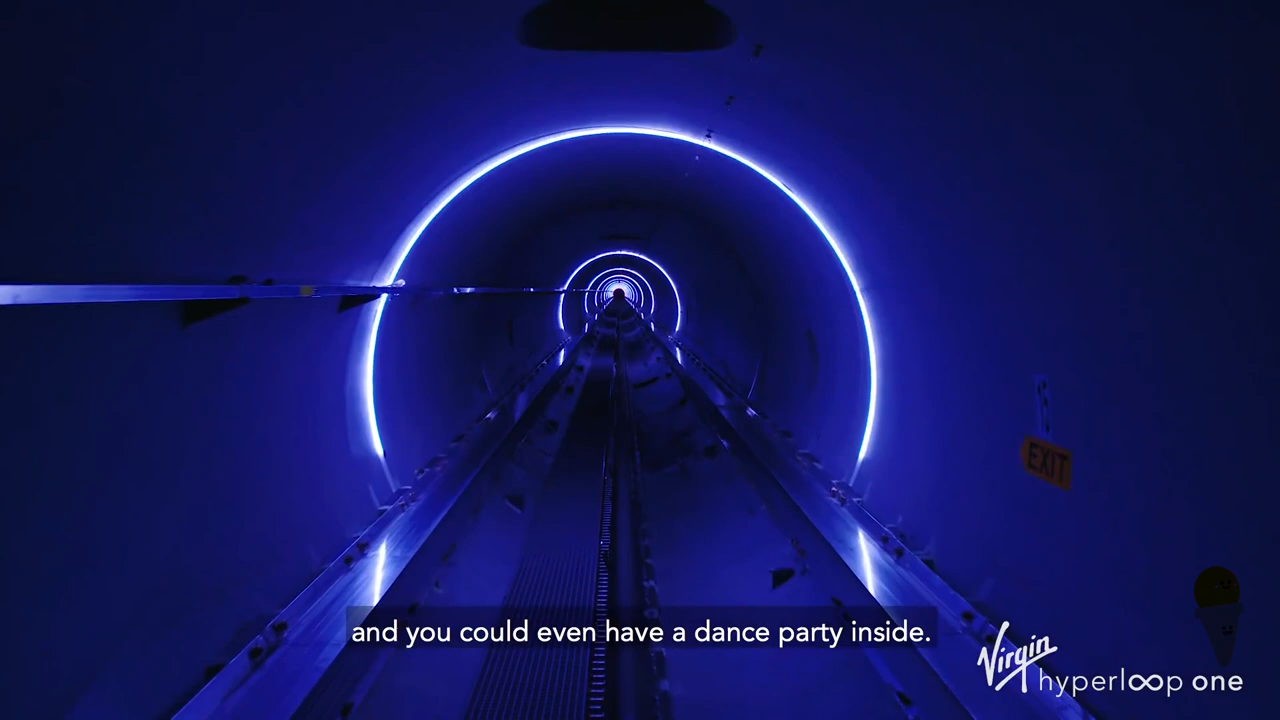 EXIT
and you could even have a dance party inside.
Virgin
hyperloop one